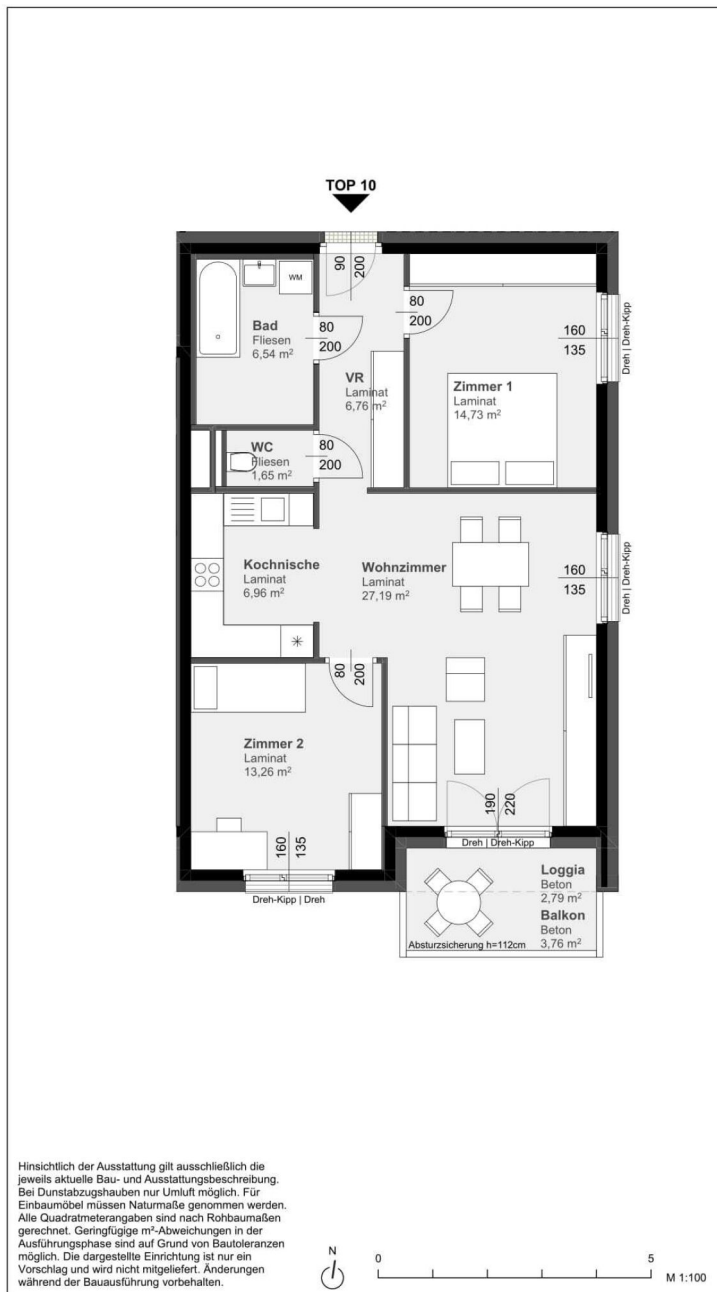 TOP 10
90
200
Bad
Fliesen
6,54 m²
WM
80
200
80
200
VR
Laminat
6,76 m²
Zimmer 1
Laminat
14,73 m²
160
135
Dreh | Dreh-Kipp
WC
Fliesen
1,65 m²
80
200
Kochnische
Laminat
6,96 m²
Wohnzimmer
Laminat
27,19 m²
160
135
Dreh | Dreh-Kipp
80
200
Zimmer 2
Laminat
13,26 m²
160
135
Dreh-Kipp | Dreh
190
220
Dreh | Dreh-Kipp
Loggia
Beton
2,79 m²
Balkon
Beton
3,76 m²
Absturzsicherung h=112cm
Hinsichtlich der Ausstattung gilt ausschließlich die
jeweils aktuelle Bau- und Ausstattungsbeschreibung.
Bei Dunstabzugshauben nur Umluft möglich. Für
Einbaumöbel müssen Naturmaße genommen werden.
Alle Quadratmeterangaben sind nach Rohbaumaßen
gerechnet. Geringfügige m²-Abweichungen in der
Ausführungsphase sind auf Grund von Bautoleranzen
möglich. Die dargestellte Einrichtung ist nur ein
Vorschlag und wird nicht mitgeliefert. Änderungen
während der Bauausführung vorbehalten.
N
0
5
M 1:100